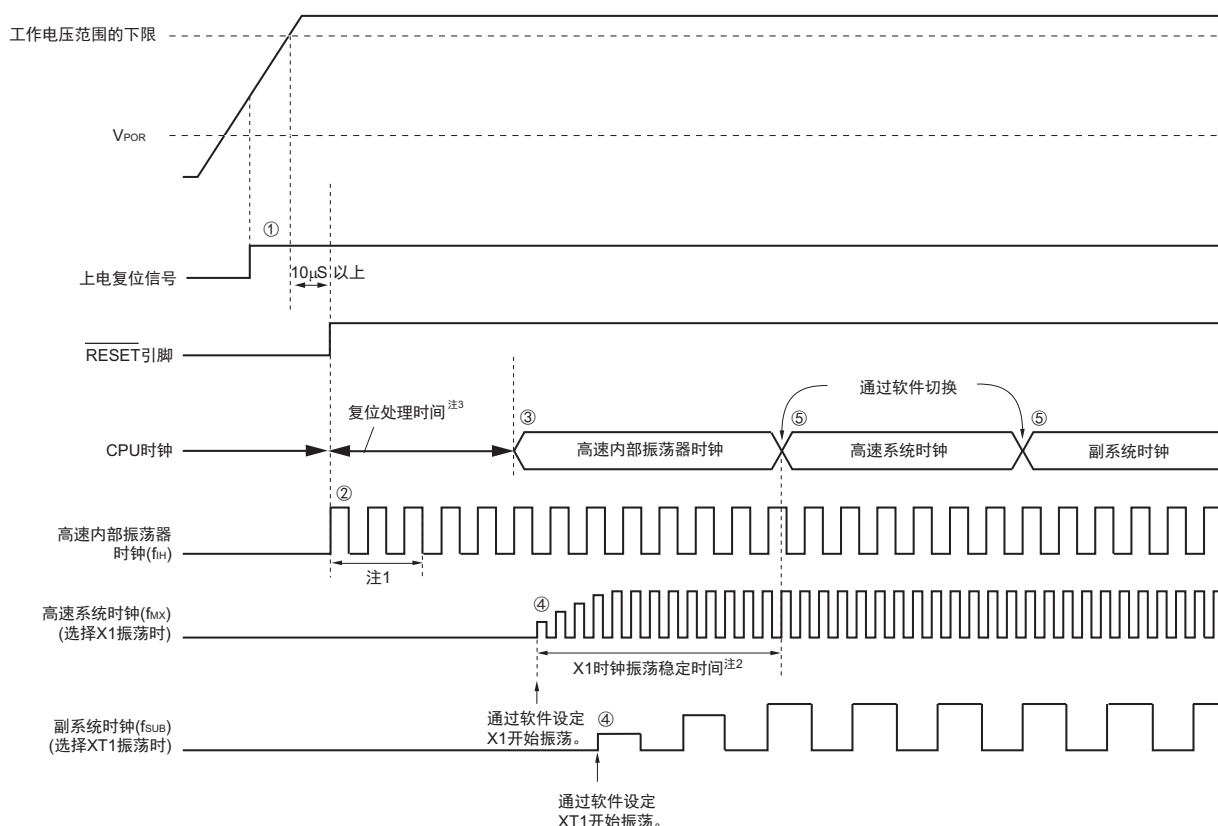 工作电压范围的下限
VPOR
①
上电复位信号
10μS 以上
RESET引脚
通过软件切换
复位处理时间注3
③
⑤
⑤
CPU时钟
高速内部振荡器时钟
高速系统时钟
副系统时钟
②
高速内部振荡器
时钟(fIH)
注1
高速系统时钟(fMX)
(选择X1振荡时)
④
X1时钟振荡稳定时间注2
副系统时钟(fSUB)
(选择XT1振荡时)
通过软件设定
X1开始振荡。
④
通过软件设定
XT1开始振荡。